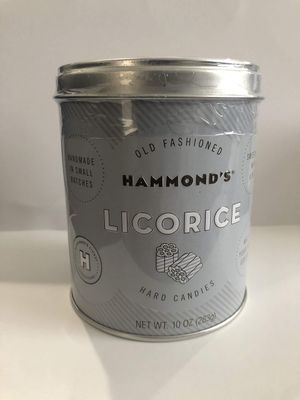 OLD FASHIONED
HANDMADE
IN SMALL
BATCHES
HAMMOND'S
LICORICE
H
HARD CANDIES
NET WT. 10 OZ (283g)